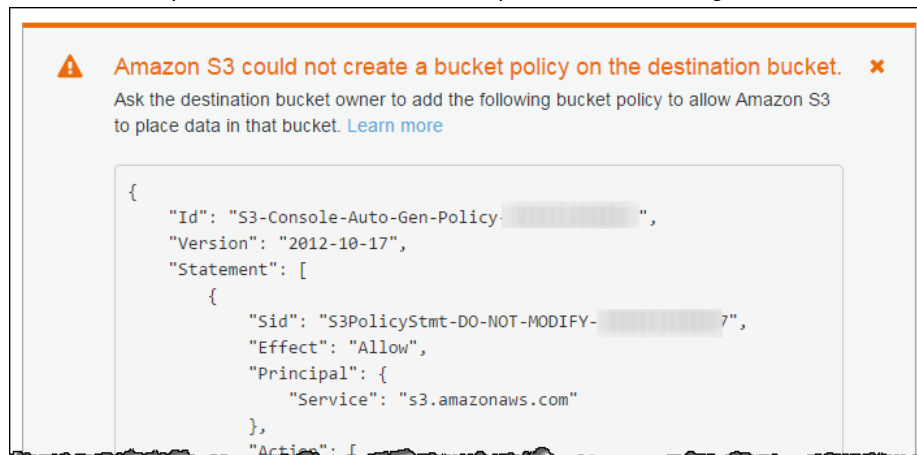 Amazon S3 could not create a bucket policy on the destination bucket.
Ask the destination bucket owner to add the following bucket policy to allow Amazon S3
to place data in that bucket. Learn more
{
"Id": "S3-Console-Auto-Gen-Policy- ",
"Version": "2012-10-17",
"Statement": [
{
"Sid": "S3PolicyStmt-DO-NOT-MODIFY- 7",
"Effect": "Allow",
"Principal": {
"Service": "s3.amazonaws.com"
},
"Action": [